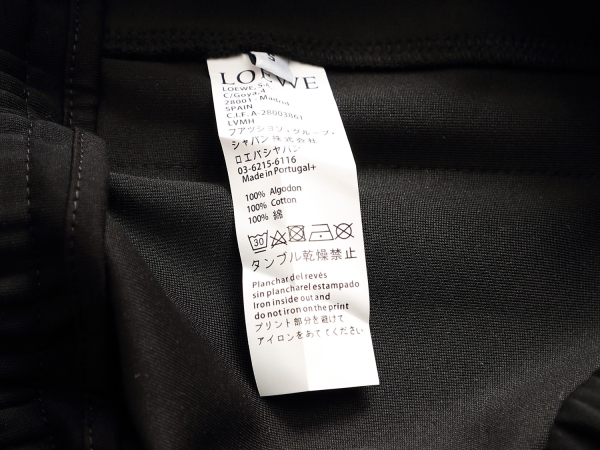 S
LOEWE
LOEWE, S.A
C/Goya, 4
28001 - Madrid
SPAIN
C.I.F. A-28003861
LVMH
ファッション・グループ・
ジャパン株式会社
ロエベジャパン
03-6215-6116
Made in Portugal+
100% Algodon
100% Cotton
100% 綿
30
タンブル乾燥禁止
Planchar del revés
sin planchar el estampado
Iron inside out and
do not iron on the print
プリント部分を避けて
アイロンをあててください